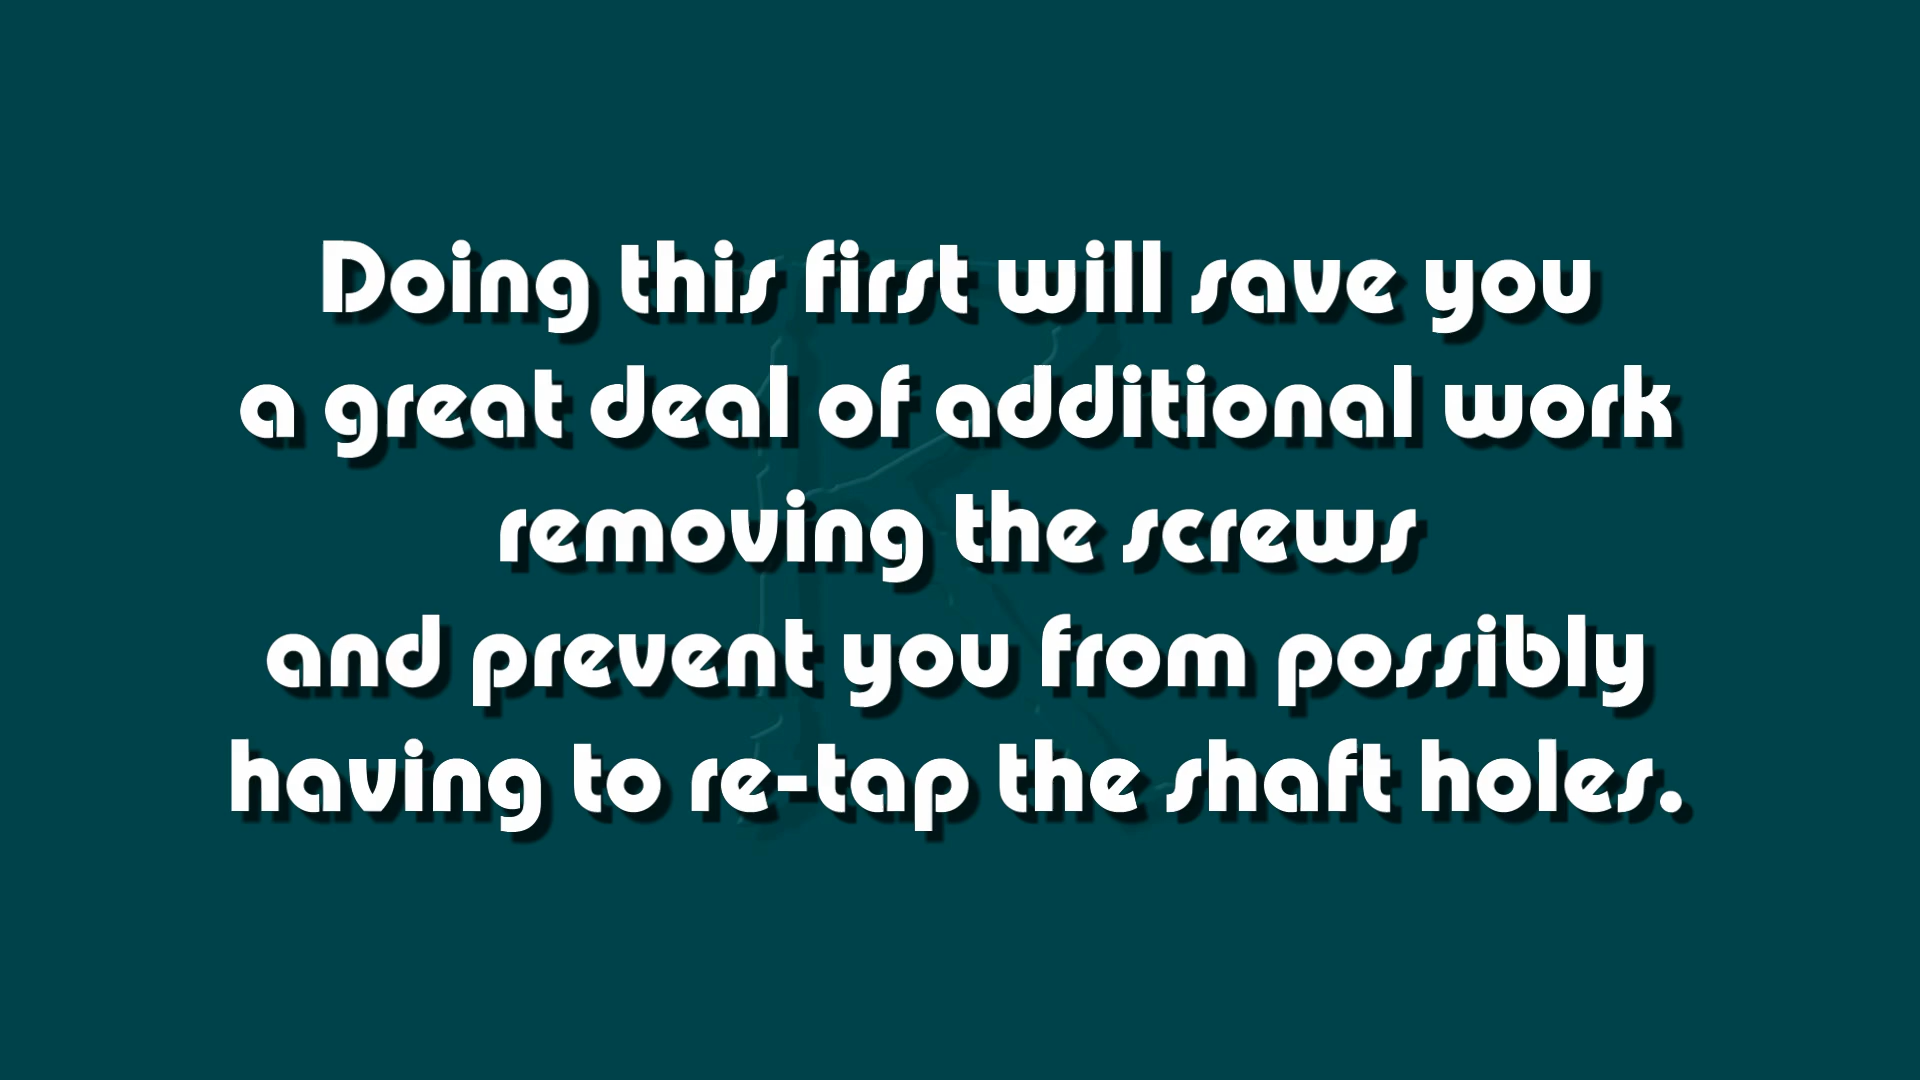 Doing this first will save you
a great deal of additional work
removing the screws
and prevent you from possibly
having to re-tap the shaft holes.